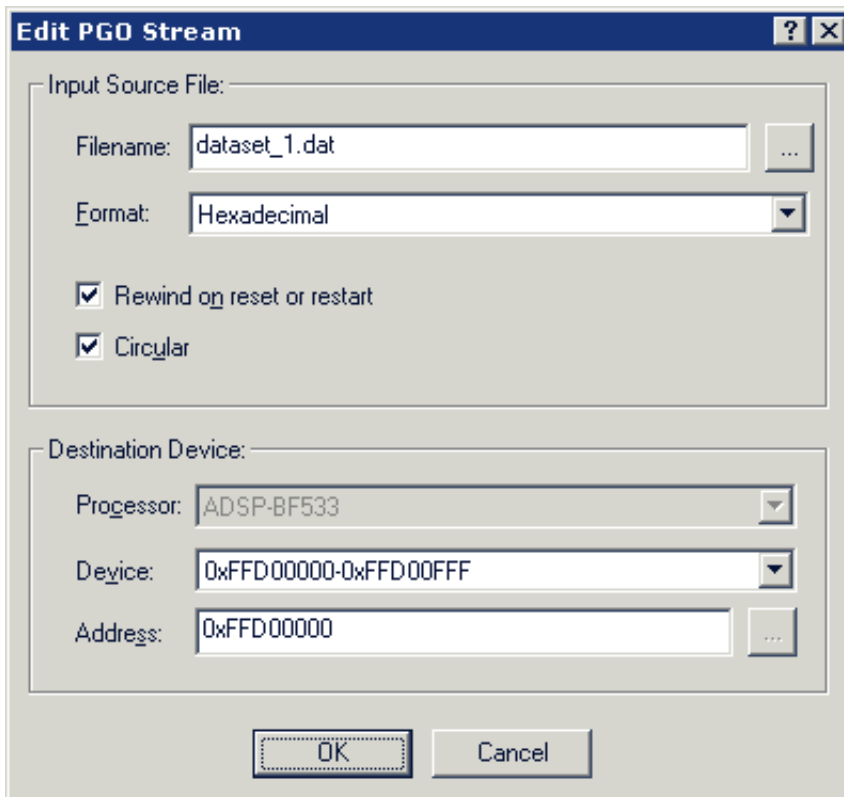 Edit PGO Stream
Input Source File:
Filename: dataset_1.dat ...
Format: Hexadecimal
Rewind on reset or restart
Circular
Destination Device:
Processor: ADSP-BF533
Device: 0xFFD00000-0xFFD00FFF
Address: 0xFFD00000 ...
OK Cancel